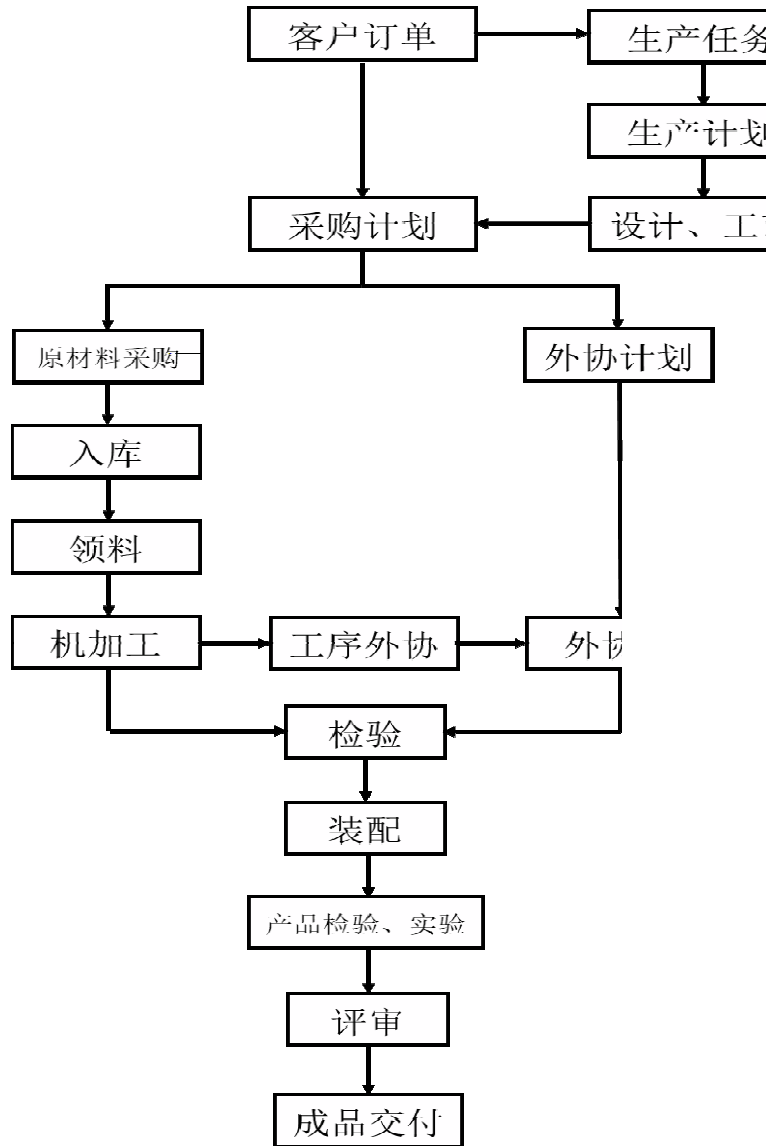 客户订单
生产任务
生产计划
采购计划
设计、工
原材料采购
外协计划
入库
领料
机加工
工序外协
外协
检验
装配
产品检验、实验
评审
成品交付